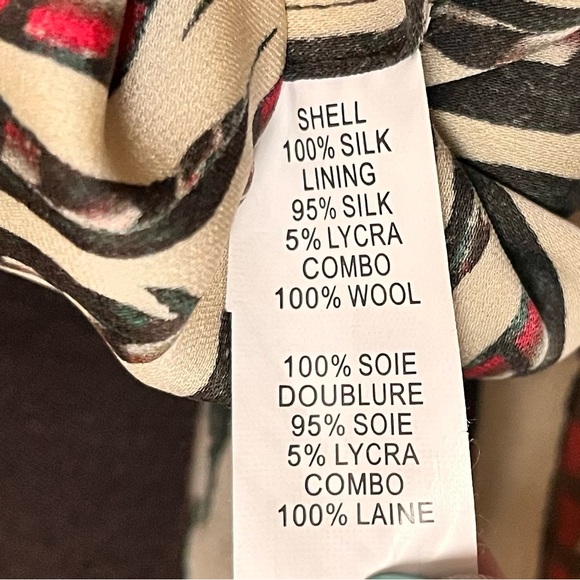 SHELL
100% SILK
LINING
95% SILK
5% LYCRA
COMBO
100% WOOL
100% SOIE
DOUBLURE
95% SOIE
5% LYCRA
COMBO
100% LAINE